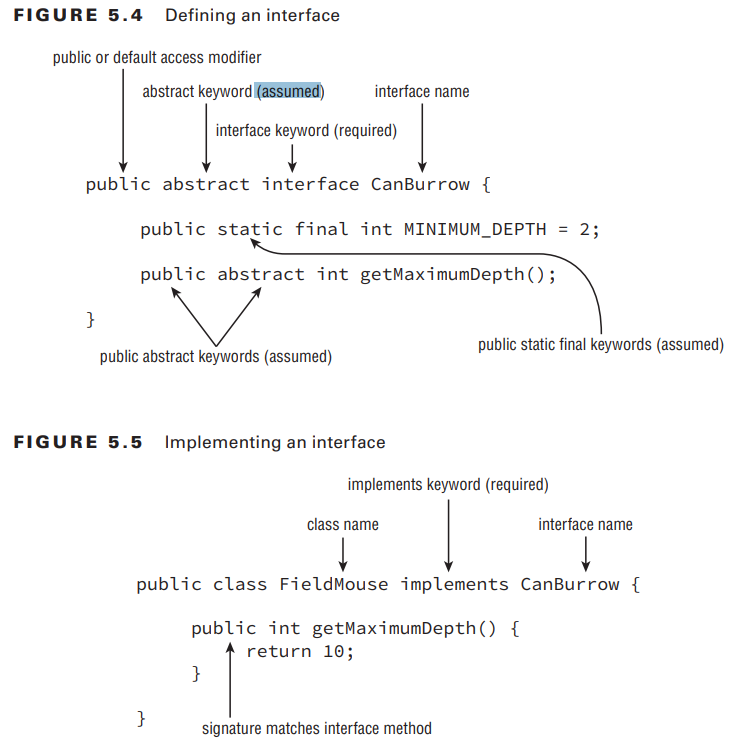 FIGURE 5.4 Defining an interface
public or default access modifier
abstract keyword (assumed) interface name
interface keyword (required)
public abstract interface CanBurrow {
public static final int MINIMUM_DEPTH = 2;
public abstract int getMaximumDepth();
}
public abstract keywords (assumed) public static final keywords (assumed)
FIGURE 5.5 Implementing an interface
implements keyword (required)
class name interface name
public class FieldMouse implements CanBurrow {
public int getMaximumDepth() {
return 10;
}
}
signature matches interface method